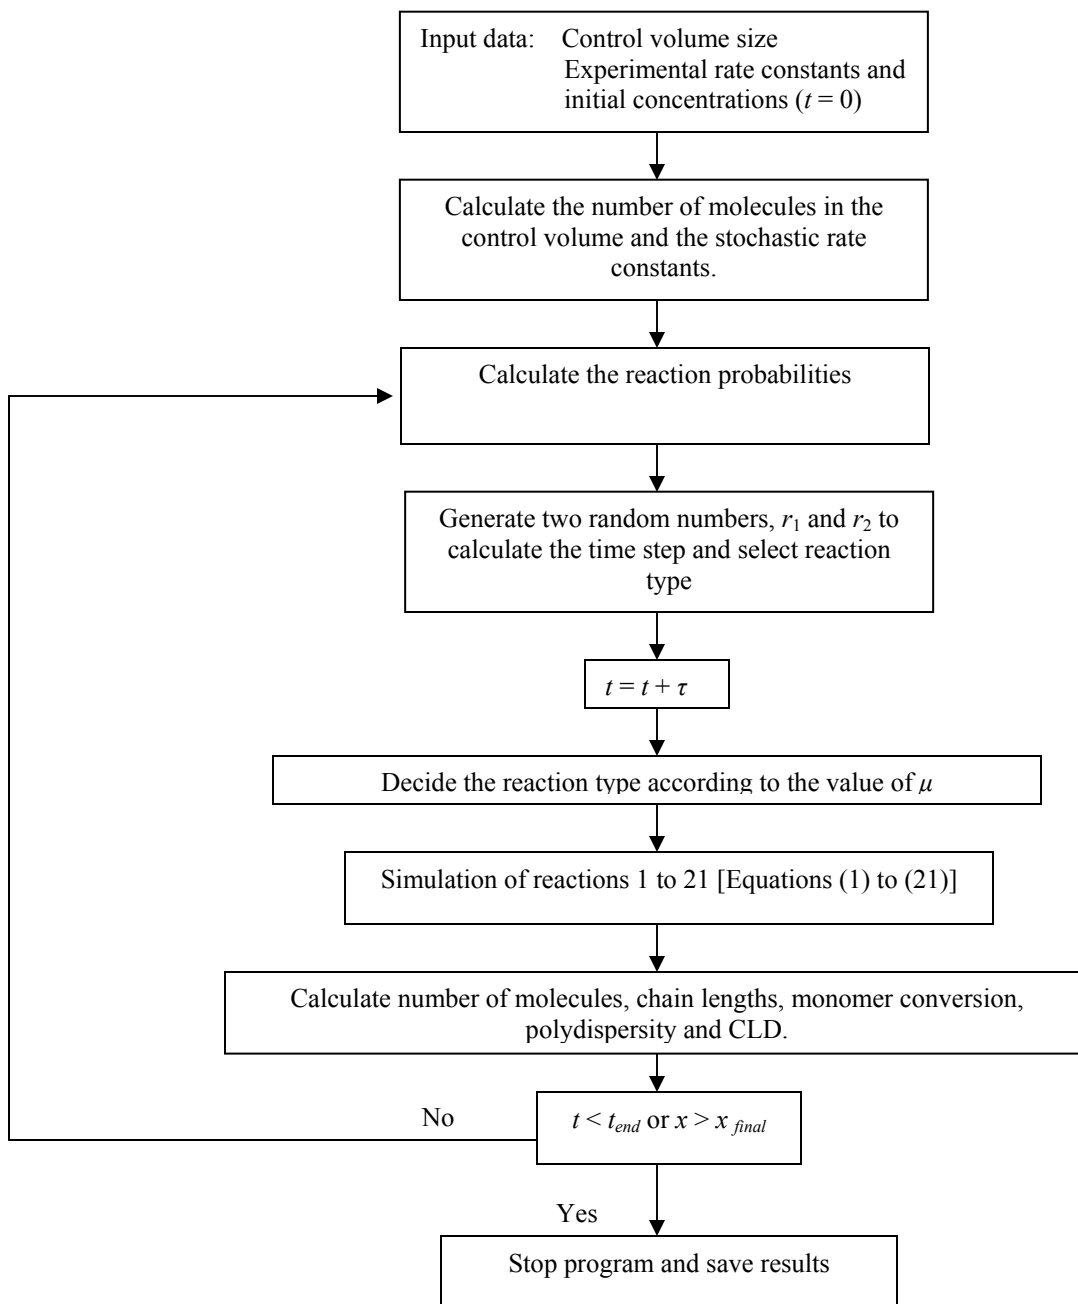 Input data: Control volume size
Experimental rate constants and
initial concentrations (t = 0)
Calculate the number of molecules in the
control volume and the stochastic rate
constants.
Calculate the reaction probabilities
Generate two random numbers, r1 and r2 to
calculate the time step and select reaction
type
t = t + τ
Decide the reaction type according to the value of μ
Simulation of reactions 1 to 21 [Equations (1) to (21)]
Calculate number of molecules, chain lengths, monomer conversion,
polydispersity and CLD.
No
t < tend or x > x final
Yes
Stop program and save results